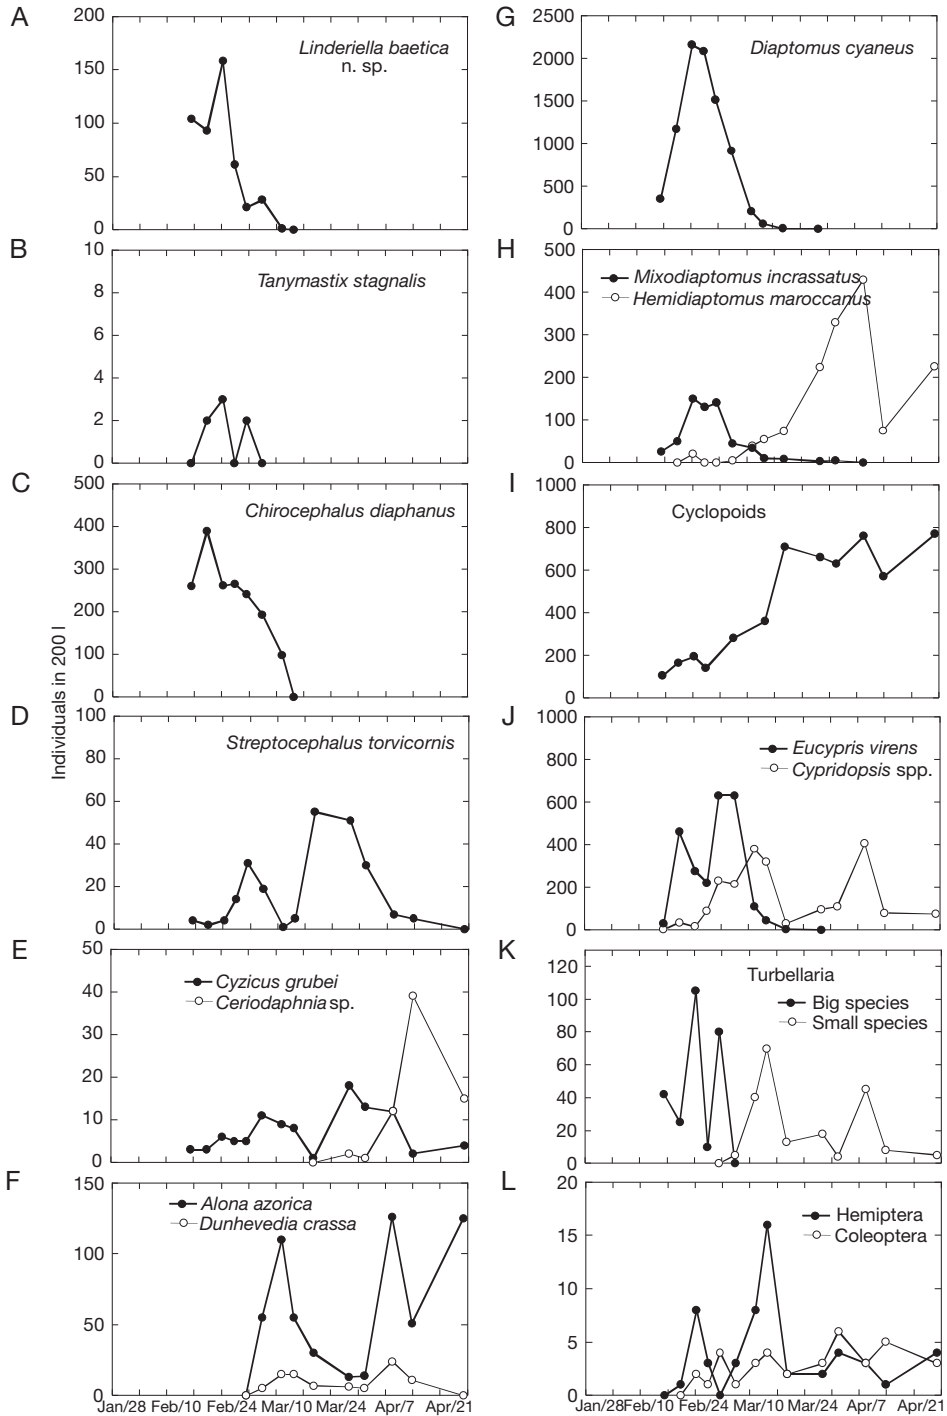 A
200
150
100
50
0
Linderiella baetica
n. sp.
B
10
8
6
4
2
0
Tanymastix stagnalis
C
500
400
300
200
100
0
Chirocephalus diaphanus
Individuals in 200 l
D
100
80
60
40
20
0
Streptocephalus torvicornis
E
50
40
30
20
10
0
Cyzicus grubei
Ceriodaphnia sp.
F
150
100
50
0
Alona azorica
Dunhevedia crassa
Jan/28 Feb/10 Feb/24 Mar/10 Mar/24 Apr/7 Apr/21
G
2500
2000
1500
1000
500
0
Diaptomus cyaneus
H
500
400
300
200
100
0
Mixodiaptomus incrassatus
Hemidiaptomus maroccanus
I
1000
800
600
400
200
0
Cyclopoids
J
1000
800
600
400
200
0
Eucypris virens
Cypridopsis spp.
K
120
100
80
60
40
20
0
Turbellaria
Big species
Small species
L
20
15
10
5
0
Hemiptera
Coleoptera
Jan/28 Feb/10 Feb/24 Mar/10 Mar/24 Apr/7 Apr/21